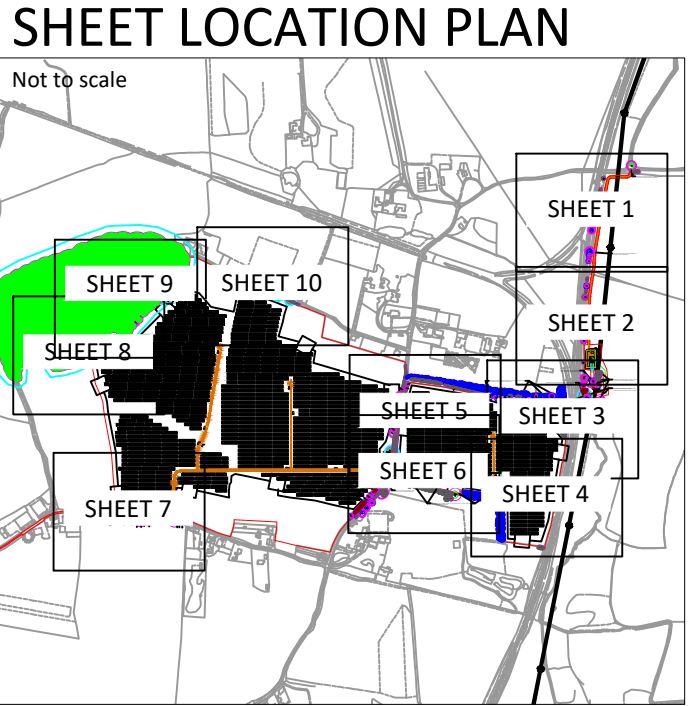 SHEET LOCATION PLAN
Not to scale
SHEET 1
SHEET 9
SHEET 10
SHEET 2
SHEET 8
SHEET 5
SHEET 3
SHEET 6
SHEET 4
SHEET 7